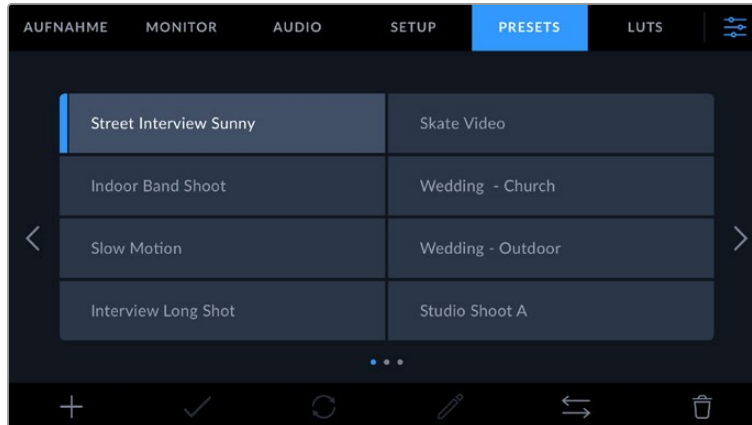 AUFNAHME MONITOR AUDIO SETUP PRESETS LUTS
Street Interview Sunny Skate Video
Indoor Band Shoot Wedding - Church
Slow Motion Wedding - Outdoor
Interview Long Shot Studio Shoot A